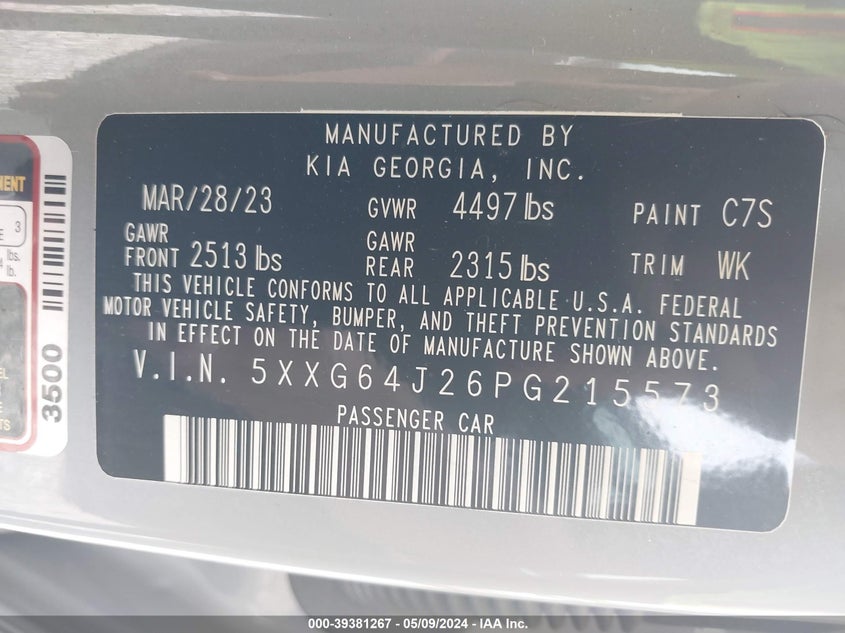 MANUFACTURED BY
KIA GEORGIA, INC.
MAR/28/23 GVWR 4497 lbs PAINT C7S
GAWR FRONT 2513 lbs GAWR REAR 2315 lbs TRIM WK
THIS VEHICLE CONFORMS TO ALL APPLICABLE U.S.A. FEDERAL
MOTOR VEHICLE SAFETY, BUMPER, AND THEFT PREVENTION STANDARDS
IN EFFECT ON THE DATE OF MANUFACTURE SHOWN ABOVE.
V.I.N. 5XXG64J26PG215573
PASSENGER CAR
3
lbs.
lb.
3500
000-39381267 - 05/09/2024 - IAA Inc.